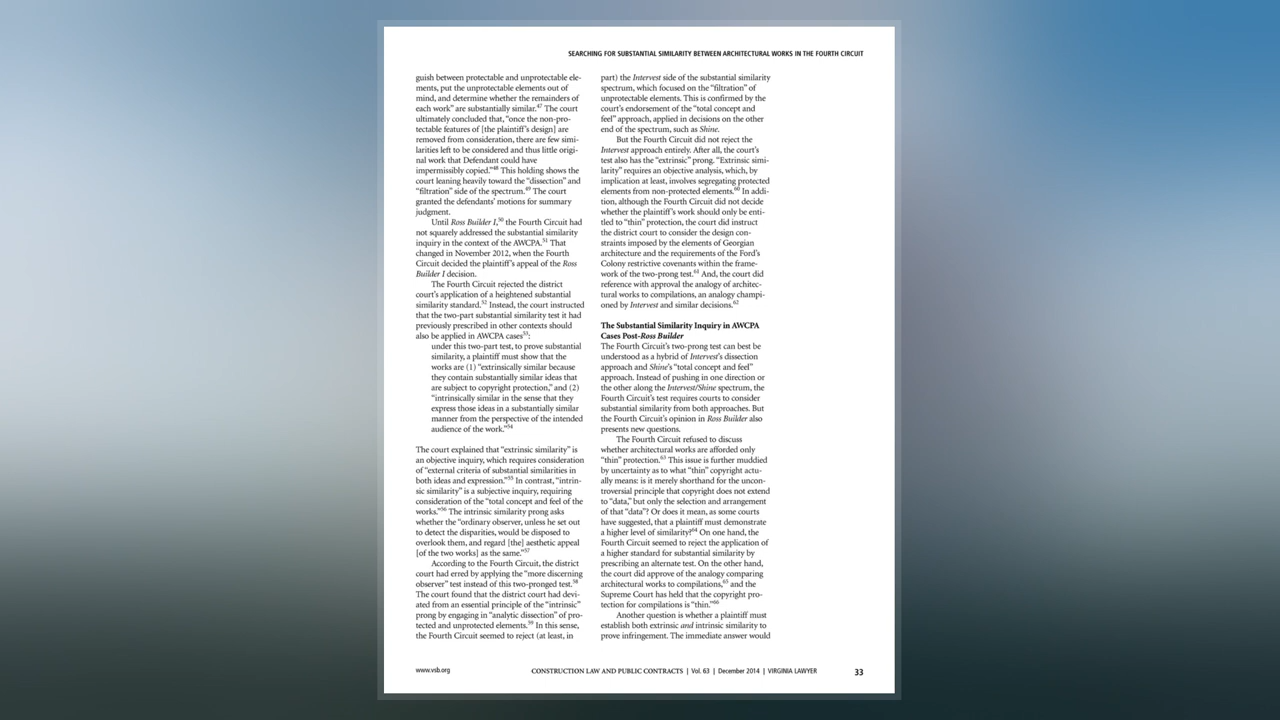 SEARCHING FOR SUBSTANTIAL SIMILARITY BETWEEN ARCHITECTURAL WORKS IN THE FOURTH CIRCUIT
guish between protectable and unprotectable ele-
ments, put the unprotectable elements out of
mind, and determine whether the remainders of
each work” are substantially similar.47 The court
ultimately concluded that, “once the non-pro-
tectable features of [the plaintiff’s design] are
removed from consideration, there are few simi-
larities left to be considered and thus little origi-
nal work that Defendant could have
impermissibly copied.”48 This holding shows the
court leaning heavily toward the “dissection” and
“filtration” side of the spectrum.49 The court
granted the defendants’ motions for summary
judgment.
Until Ross Builder I,50 the Fourth Circuit had
not squarely addressed the substantial similarity
inquiry in the context of the AWCPA.51 That
changed in November 2012, when the Fourth
Circuit decided the plaintiff’s appeal of the Ross
Builder I decision.
The Fourth Circuit rejected the district
court’s application of a heightened substantial
similarity standard.52 Instead, the court instructed
that the two-part substantial similarity test it had
previously prescribed in other contexts should
also be applied in AWCPA cases53:
under this two-part test, to prove substantial
similarity, a plaintiff must show that the
works are (1) “extrinsically similar because
they contain substantially similar ideas that
are subject to copyright protection,” and (2)
“intrinsically similar in the sense that they
express those ideas in a substantially similar
manner from the perspective of the intended
audience of the work.”54
The court explained that “extrinsic similarity” is
an objective inquiry, which requires consideration
of “external criteria of substantial similarities in
both ideas and expression.”55 In contrast, “intrin-
sic similarity” is a subjective inquiry, requiring
consideration of the “total concept and feel of the
works.”56 The intrinsic similarity prong asks
whether the “ordinary observer, unless he set out
to detect the disparities, would be disposed to
overlook them, and regard [the] aesthetic appeal
[of the two works] as the same.”57
According to the Fourth Circuit, the district
court had erred by applying the “more discerning
observer” test instead of this two-pronged test.58
The court found that the district court had devi-
ated from an essential principle of the “intrinsic”
prong by engaging in “analytic dissection” of pro-
tected and unprotected elements.59 In this sense,
the Fourth Circuit seemed to reject (at least, in
part) the Intervest side of the substantial similarity
spectrum, which focused on the “filtration” of
unprotectable elements. This is confirmed by the
court’s endorsement of the “total concept and
feel” approach, applied in decisions on the other
end of the spectrum, such as Shine.
But the Fourth Circuit did not reject the
Intervest approach entirely. After all, the court’s
test also has the “extrinsic” prong. “Extrinsic simi-
larity” requires an objective analysis, which, by
implication at least, involves segregating protected
elements from non-protected elements.60 In addi-
tion, although the Fourth Circuit did not decide
whether the plaintiff’s work should only be enti-
tled to “thin” protection, the court did instruct
the district court to consider the design con-
straints imposed by the elements of Georgian
architecture and the requirements of the Ford’s
Colony restrictive covenants within the frame-
work of the two-prong test.61 And, the court did
reference with approval the analogy of architec-
tural works to compilations, an analogy champi-
oned by Intervest and similar decisions.62
The Substantial Similarity Inquiry in AWCPA
Cases Post-Ross Builder
The Fourth Circuit’s two-prong test can best be
understood as a hybrid of Intervest’s dissection
approach and Shine’s “total concept and feel”
approach. Instead of pushing in one direction or
the other along the Intervest/Shine spectrum, the
Fourth Circuit’s test requires courts to consider
substantial similarity from both approaches. But
the Fourth Circuit’s opinion in Ross Builder also
presents new questions.
The Fourth Circuit refused to discuss
whether architectural works are afforded only
“thin” protection.63 This issue is further muddied
by uncertainty as to what “thin” copyright actu-
ally means: is it merely shorthand for the uncon-
troversial principle that copyright does not extend
to “data,” but only the selection and arrangement
of that “data”? Or does it mean, as some courts
have suggested, that a plaintiff must demonstrate
a higher level of similarity?64 On one hand, the
Fourth Circuit seemed to reject the application of
a higher standard for substantial similarity by
prescribing an alternate test. On the other hand,
the court did approve of the analogy comparing
architectural works to compilations,65 and the
Supreme Court has held that the copyright pro-
tection for compilations is “thin.”66
Another question is whether a plaintiff must
establish both extrinsic and intrinsic similarity to
prove infringement. The immediate answer would
www.vsb.org
CONSTRUCTION LAW AND PUBLIC CONTRACTS | Vol. 63 | December 2014 | VIRGINIA LAWYER
33